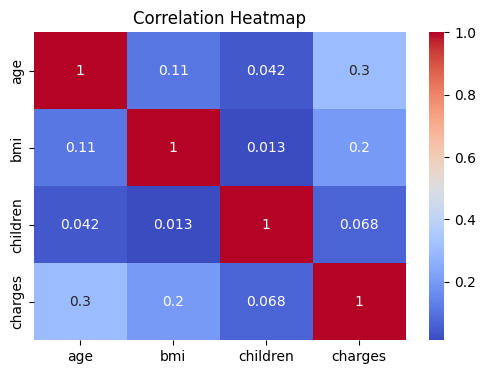 Correlation Heatmap
age 1 0.11 0.042 0.3
bmi 0.11 1 0.013 0.2
children 0.042 0.013 1 0.068
charges 0.3 0.2 0.068 1
age bmi children charges
1.0
0.8
0.6
0.4
0.2